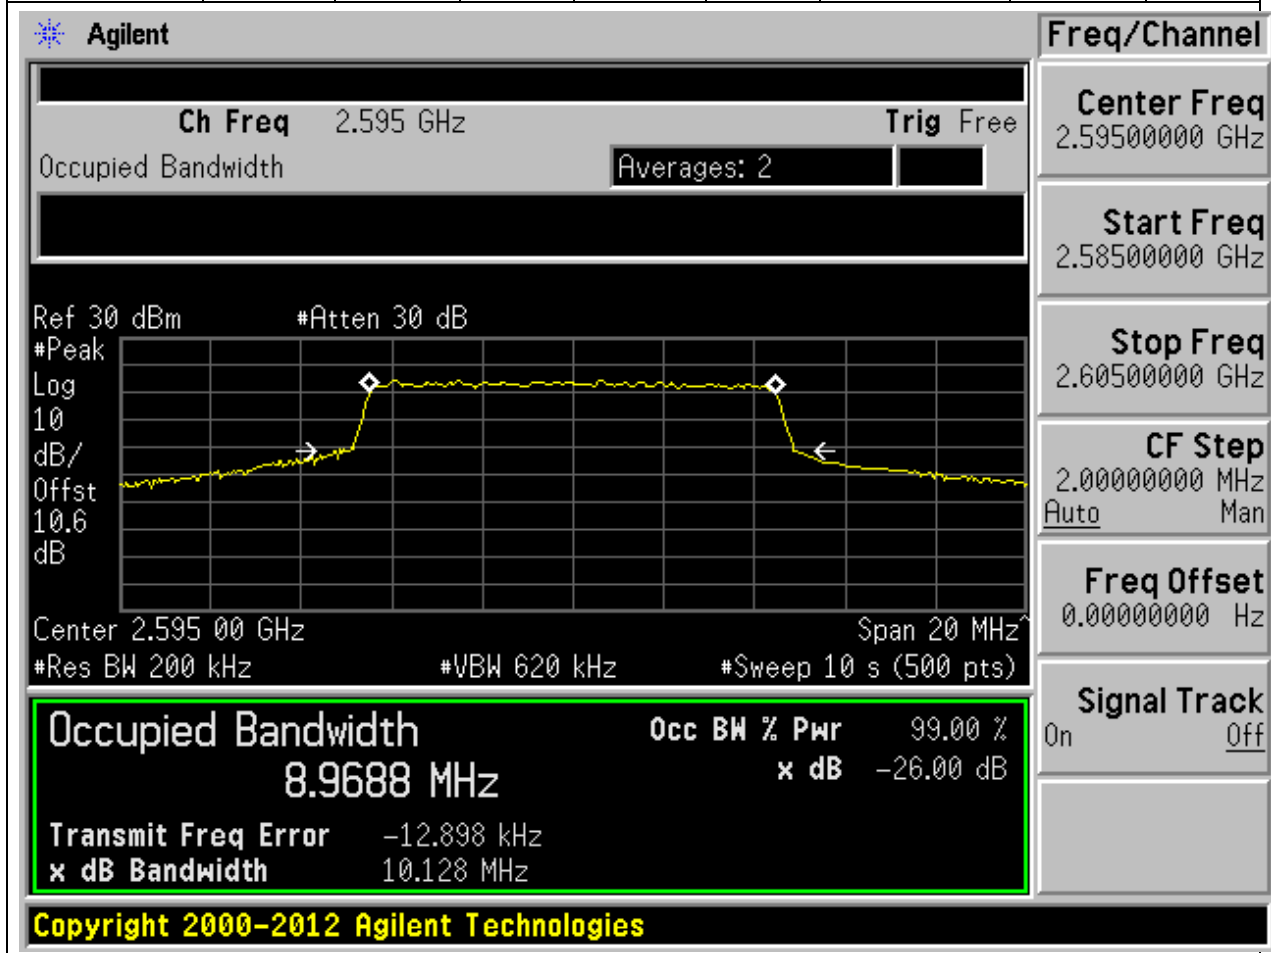 Agilent
Freq/Channel
Ch Freq 2.595 GHz Trig Free
Occupied Bandwidth Averages: 2
Center Freq
2.59500000 GHz
Start Freq
2.58500000 GHz
Stop Freq
2.60500000 GHz
CF Step
2.00000000 MHz
Auto Man
Freq Offset
0.00000000 Hz
Signal Track
On Off
Ref 30 dBm #Atten 30 dB
#Peak
Log
10
dB/
Offst
10.6
dB
Center 2.595 00 GHz Span 20 MHz^
#Res BW 200 kHz #VBW 620 kHz #Sweep 10 s (500 pts)
Occupied Bandwidth
8.9688 MHz
Occ BW % Pwr 99.00 %
x dB -26.00 dB
Transmit Freq Error -12.898 kHz
x dB Bandwidth 10.128 MHz
Copyright 2000-2012 Agilent Technologies